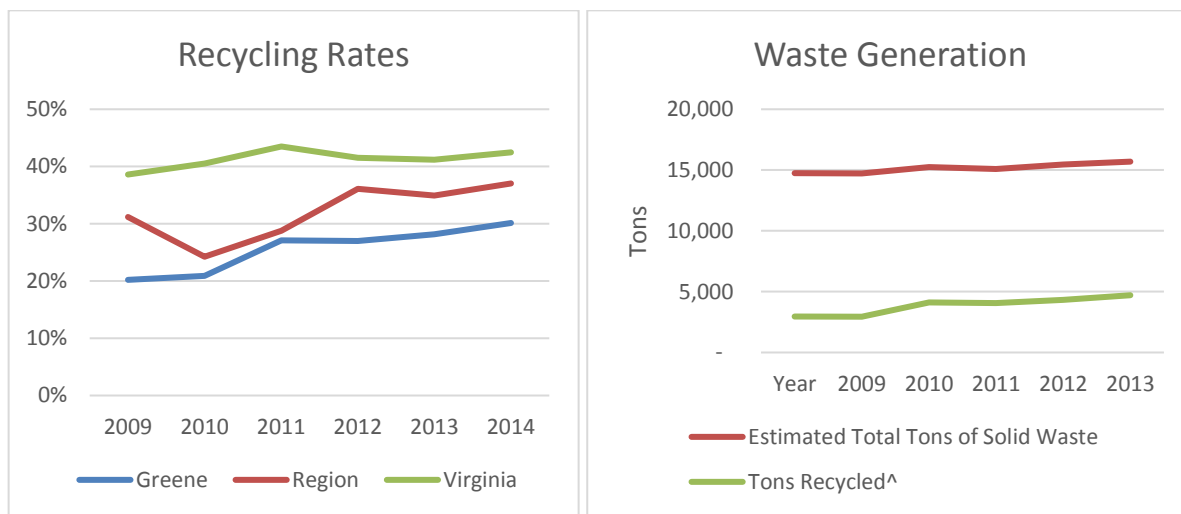 Recycling Rates
50%
40%
30%
20%
10%
0%
2009 2010 2011 2012 2013 2014
Greene Region Virginia
Waste Generation
20,000
15,000
10,000
5,000
-
Tons
Year 2009 2010 2011 2012 2013
Estimated Total Tons of Solid Waste
Tons Recycled^